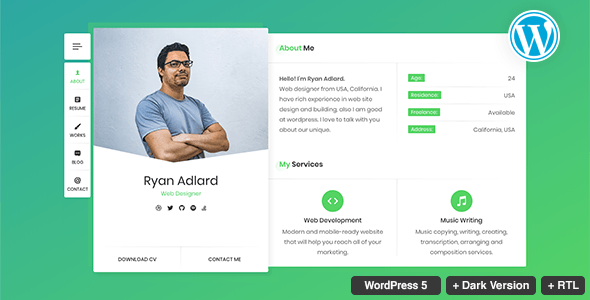 ABOUT
RESUME
WORKS
BLOG
CONTACT
Ryan Adlard
Web Designer
DOWNLOAD CV
CONTACT ME
About Me
Hello! I'm Ryan Adlard.
Web designer from USA, California. I
have rich experience in web site
design and building, also I am good
at wordpress. I love to talk with you
about our unique.
Age: 24
Residence: USA
Freelance: Available
Address: California, USA
My Services
Web Development
Modern and mobile-ready website
that will help you reach all of your
marketing.
Music Writing
Music copying, writing, creating,
transcription, arranging and
composition services.
WordPress 5
+ Dark Version
+ RTL